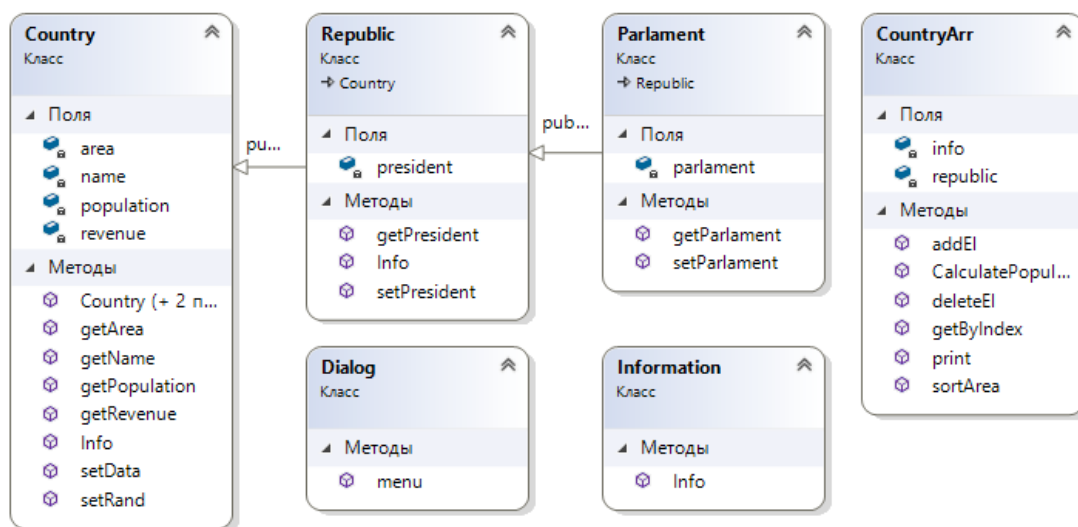 Country
Класс
Поля
area
name
population
revenue
Методы
Country (+ 2 п...
getArea
getName
getPopulation
getRevenue
Info
setData
setRand
pu...
Republic
Класс
Country
Поля
president
Методы
getPresident
Info
setPresident
pub...
Parlament
Класс
Republic
Поля
parlament
Методы
getParlament
setParlament
CountryArr
Класс
Поля
info
republic
Методы
addEl
CalculatePopul...
deleteEl
getByIndex
print
sortArea
Dialog
Класс
Методы
menu
Information
Класс
Методы
Info